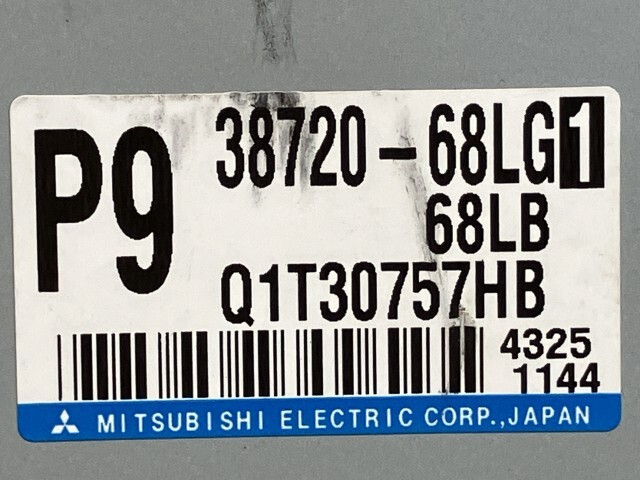 P9
38720-68LG1
68LB
Q1T30757HB
4325
1144
MITSUBISHI ELECTRIC CORP.,JAPAN